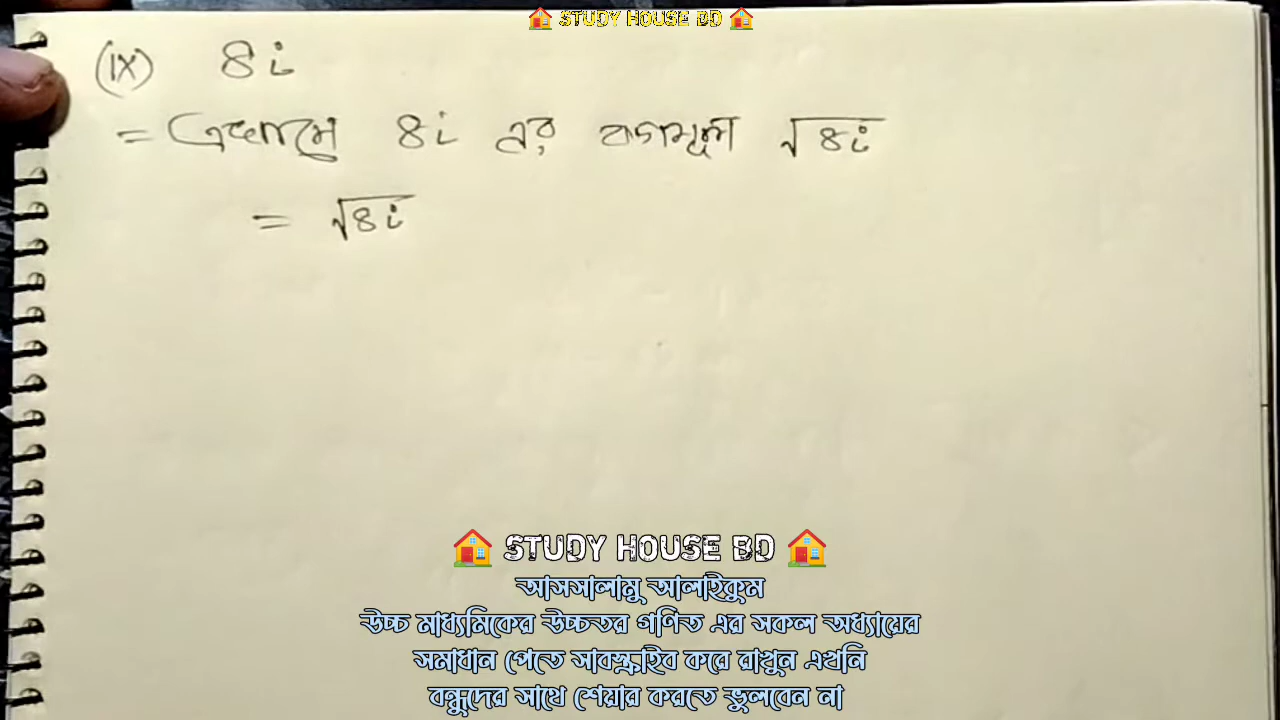 🏠 STUDY HOUSE BD 🏠
(ix) 8i
= এখানে 8i এর বর্গমূল √8i
= √8i
🏠 STUDY HOUSE BD 🏠
আসসালামু আলাইকুম
উচ্চ মাধ্যমিকের উচ্চতর গণিত এর সকল অধ্যায়ের
সমাধান পেতে সাবস্ক্রাইব করে রাখুন এখনি
বন্ধুদের সাথে শেয়ার করতে ভুলবেন না